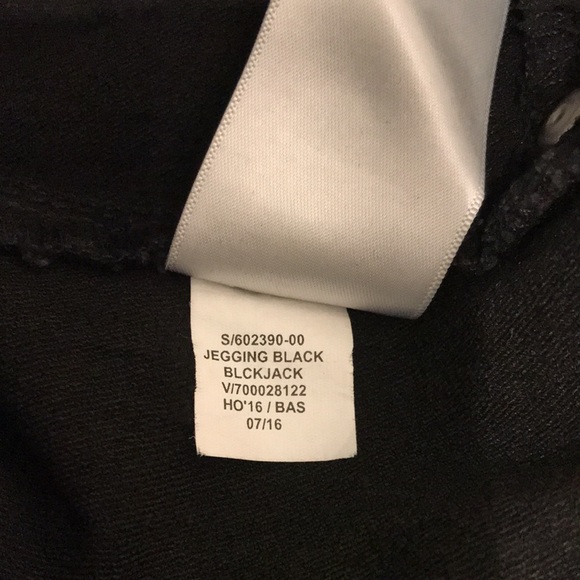 S/602390-00
JEGGING BLACK
BLCKJACK
V/700028122
HO'16 / BAS
07/16